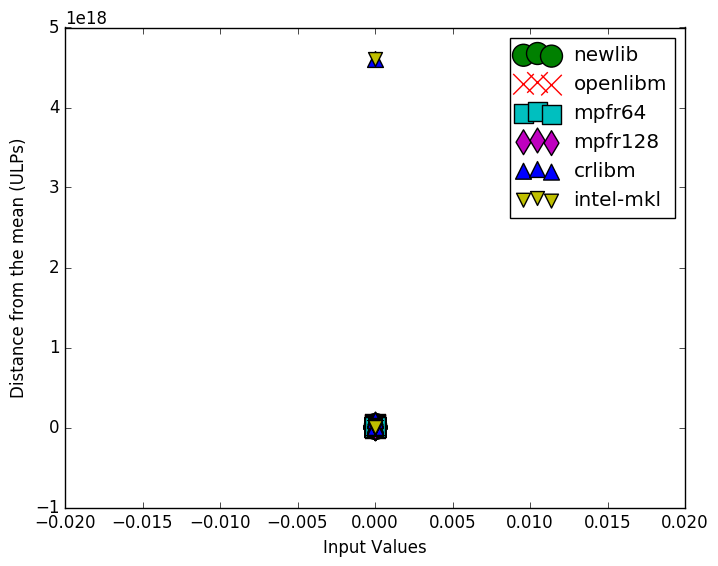 1e18
5
4
3
2
1
0
−1
−0.020
−0.015
−0.010
−0.005
0.000
0.005
0.010
0.015
0.020
Input Values
Distance from the mean (ULPs)
newlib
openlibm
mpfr64
mpfr128
crlibm
intel-mkl